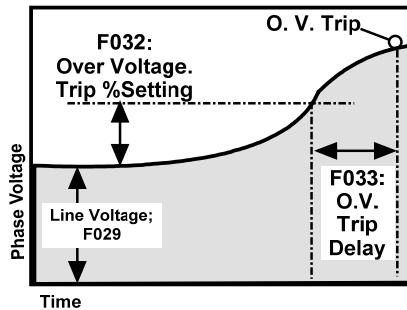 O. V. Trip
F032:
Over Voltage.
Trip %Setting
Phase Voltage
Line Voltage;
F029
F033:
O.V.
Trip
Delay
Time